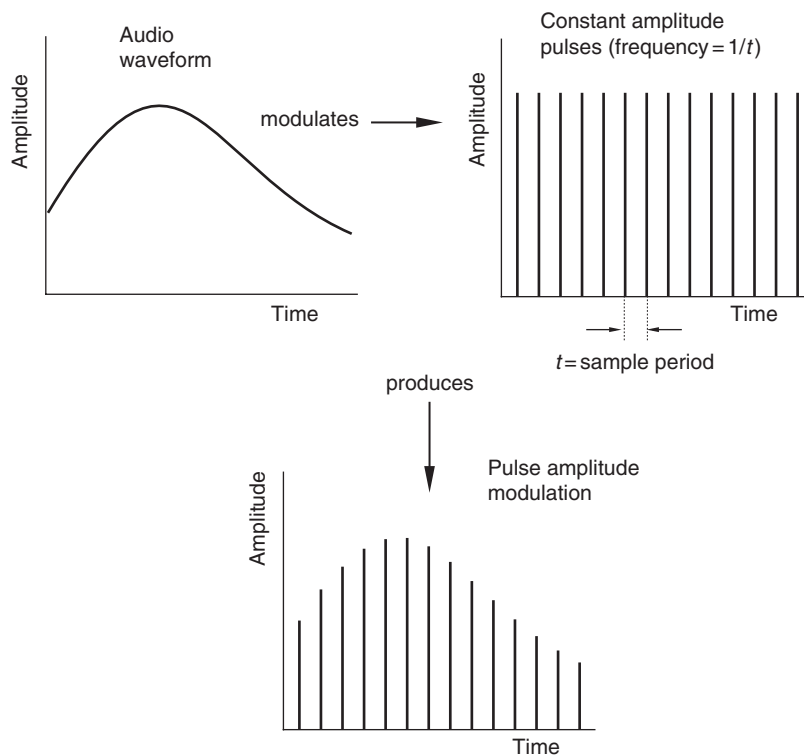 Audio
waveform
Amplitude
Time
modulates
Constant amplitude
pulses (frequency = 1/t)
Amplitude
Time
t = sample period
produces
Pulse amplitude
modulation
Amplitude
Time